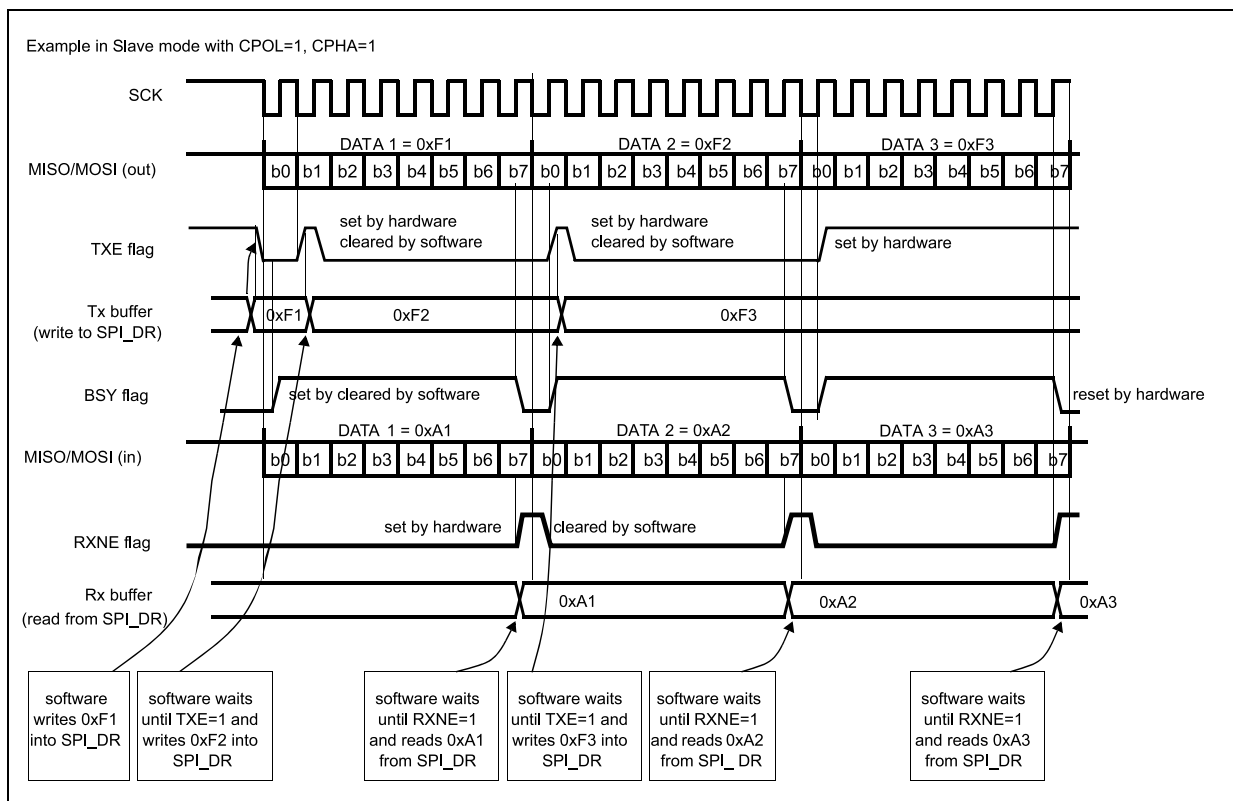 Example in Slave mode with CPOL=1, CPHA=1
SCK
DATA 1 = 0xF1 DATA 2 = 0xF2 DATA 3 = 0xF3
MISO/MOSI (out)
b0 b1 b2 b3 b4 b5 b6 b7 b0 b1 b2 b3 b4 b5 b6 b7 b0 b1 b2 b3 b4 b5 b6 b7
set by hardware
cleared by software
set by hardware
cleared by software
set by hardware
TXE flag
Tx buffer
(write to SPI_DR)
0xF1 0xF2 0xF3
BSY flag
set by cleared by software
reset by hardware
DATA 1 = 0xA1 DATA 2 = 0xA2 DATA 3 = 0xA3
MISO/MOSI (in)
b0 b1 b2 b3 b4 b5 b6 b7 b0 b1 b2 b3 b4 b5 b6 b7 b0 b1 b2 b3 b4 b5 b6 b7
RXNE flag
set by hardware
cleared by software
Rx buffer
(read from SPI_DR)
0xA1 0xA2 0xA3
software
writes 0xF1
into SPI_DR
software waits
until TXE=1 and
writes 0xF2 into
SPI_DR
software waits
until RXNE=1
and reads 0xA1
from SPI_DR
software waits
until TXE=1 and
writes 0xF3 into
SPI_DR
software waits
until RXNE=1
and reads 0xA2
from SPI_ DR
software waits
until RXNE=1
and reads 0xA3
from SPI_DR